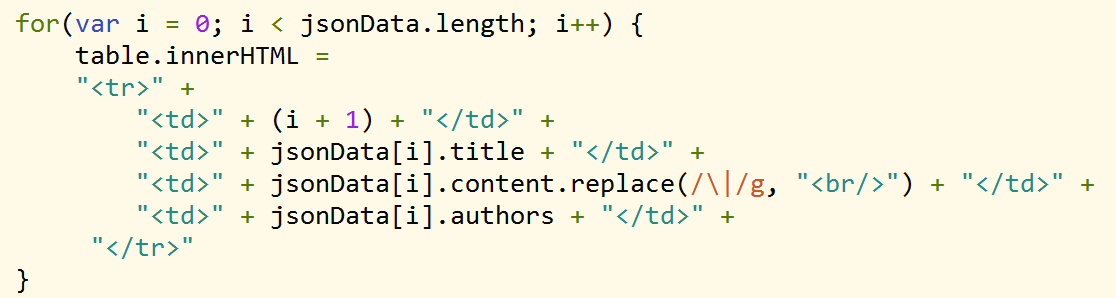 for(var i = 0; i < jsonData.length; i++) {
    table.innerHTML =
    "<tr>" +
        "<td>" + (i + 1) + "</td>" +
        "<td>" + jsonData[i].title + "</td>" +
        "<td>" + jsonData[i].content.replace(/\|/g, "<br/>") + "</td>" +
        "<td>" + jsonData[i].authors + "</td>" +
     "</tr>"
}